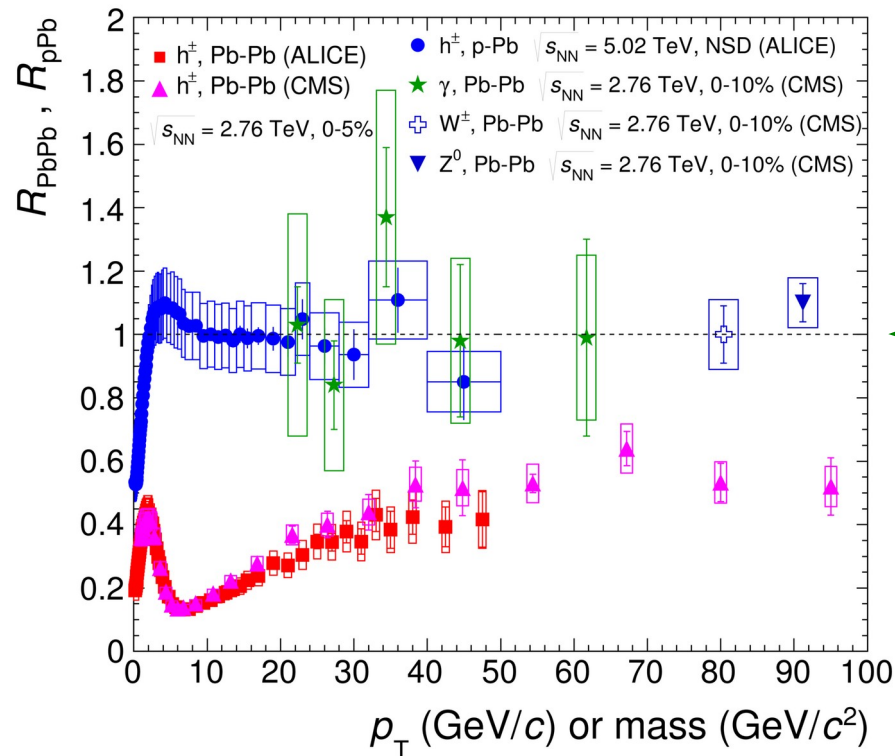 R_PbPb , R_pPb
2
1.8
1.6
1.4
1.2
1
0.8
0.6
0.4
0.2
0
h^±, Pb-Pb (ALICE)
h^±, Pb-Pb (CMS)
√s_NN = 2.76 TeV, 0-5%
h^±, p-Pb √s_NN = 5.02 TeV, NSD (ALICE)
γ, Pb-Pb √s_NN = 2.76 TeV, 0-10% (CMS)
W^±, Pb-Pb √s_NN = 2.76 TeV, 0-10% (CMS)
Z^0, Pb-Pb √s_NN = 2.76 TeV, 0-10% (CMS)
0 10 20 30 40 50 60 70 80 90 100
p_T (GeV/c) or mass (GeV/c^2)